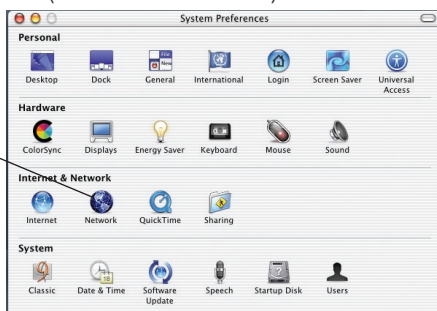 System Preferences
Personal
Desktop Dock General International Login Screen Saver Universal Access
Hardware
ColorSync Displays Energy Saver Keyboard Mouse Sound
Internet & Network
Internet Network QuickTime Sharing
System
Classic Date & Time Software Update Speech Startup Disk Users